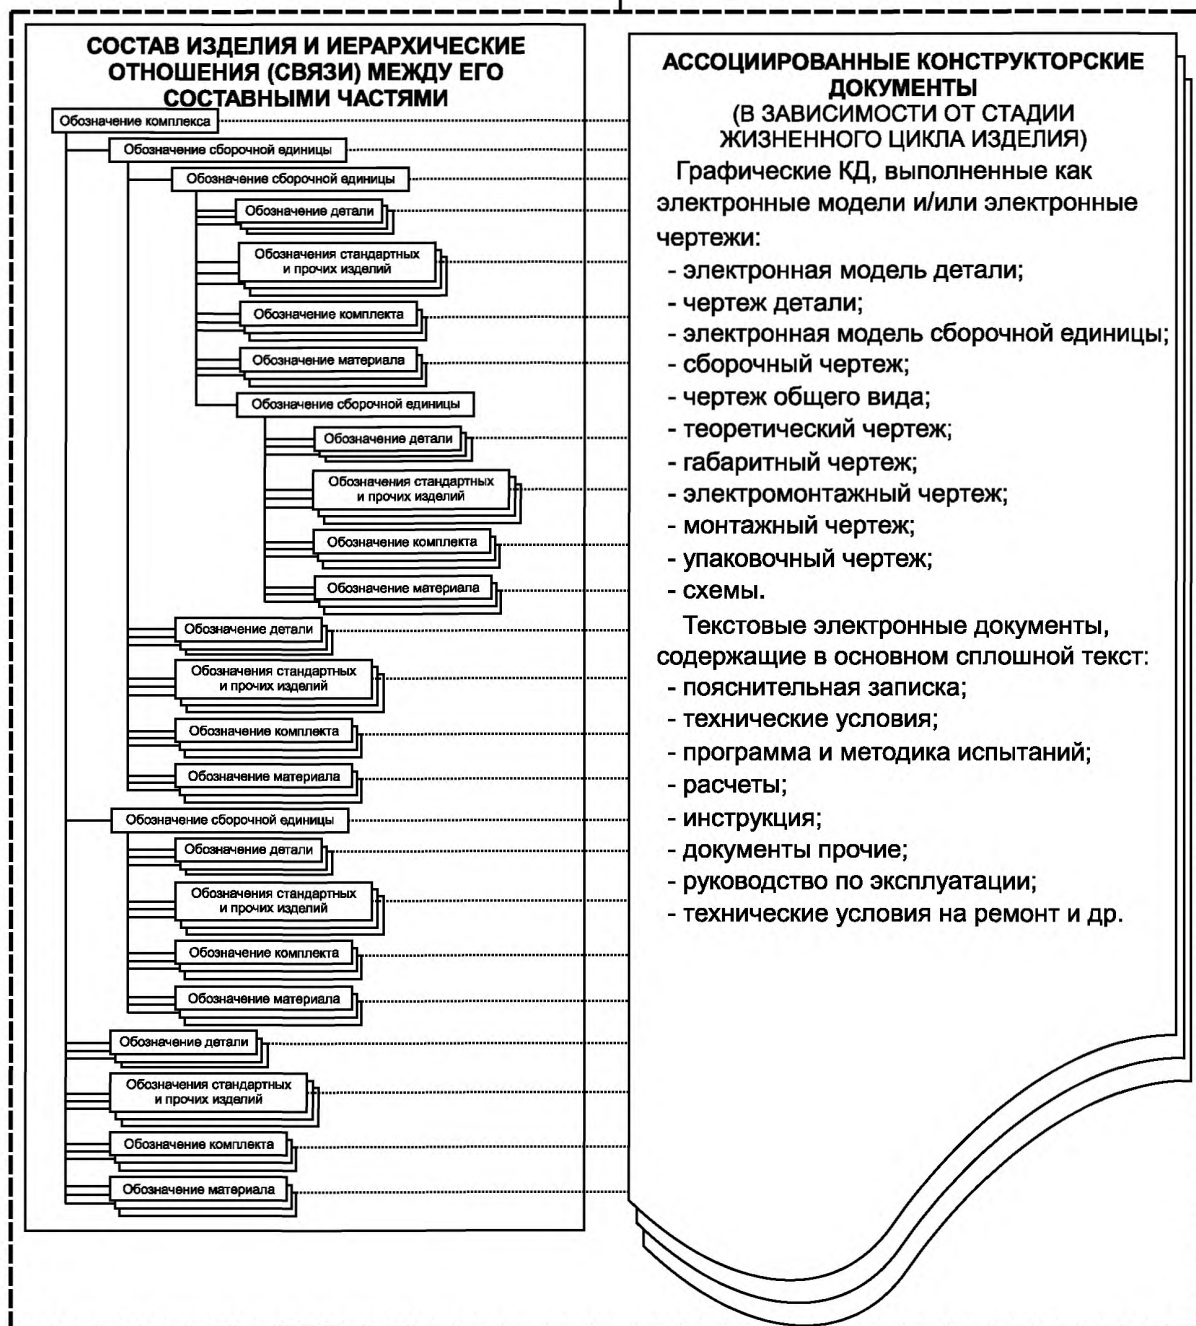 СОСТАВ ИЗДЕЛИЯ И ИЕРАРХИЧЕСКИЕ
ОТНОШЕНИЯ (СВЯЗИ) МЕЖДУ ЕГО
СОСТАВНЫМИ ЧАСТЯМИ
Обозначение комплекса
Обозначение сборочной единицы
Обозначение сборочной единицы
Обозначение детали
Обозначения стандартных
и прочих изделий
Обозначение комплекта
Обозначение материала
Обозначение сборочной единицы
Обозначение детали
Обозначения стандартных
и прочих изделий
Обозначение комплекта
Обозначение материала
Обозначение детали
Обозначения стандартных
и прочих изделий
Обозначение комплекта
Обозначение материала
Обозначение сборочной единицы
Обозначение детали
Обозначения стандартных
и прочих изделий
Обозначение комплекта
Обозначение материала
Обозначение детали
Обозначения стандартных
и прочих изделий
Обозначение комплекта
Обозначение материала
АССОЦИИРОВАННЫЕ КОНСТРУКТОРСКИЕ
ДОКУМЕНТЫ
(В ЗАВИСИМОСТИ ОТ СТАДИИ
ЖИЗНЕННОГО ЦИКЛА ИЗДЕЛИЯ)
Графические КД, выполненные как
электронные модели и/или электронные
чертежи:
- электронная модель детали;
- чертеж детали;
- электронная модель сборочной единицы;
- сборочный чертеж;
- чертеж общего вида;
- теоретический чертеж;
- габаритный чертеж;
- электромонтажный чертеж;
- монтажный чертеж;
- упаковочный чертеж;
- схемы.
Текстовые электронные документы,
содержащие в основном сплошной текст:
- пояснительная записка;
- технические условия;
- программа и методика испытаний;
- расчеты;
- инструкция;
- документы прочие;
- руководство по эксплуатации;
- технические условия на ремонт и др.